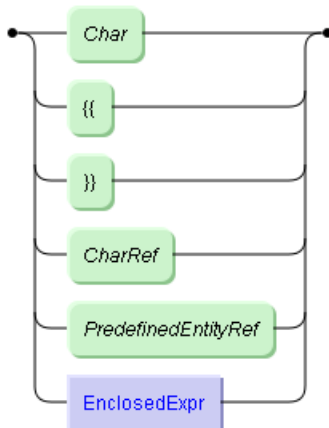 Char
{{
}}
CharRef
PredefinedEntityRef
EnclosedExpr